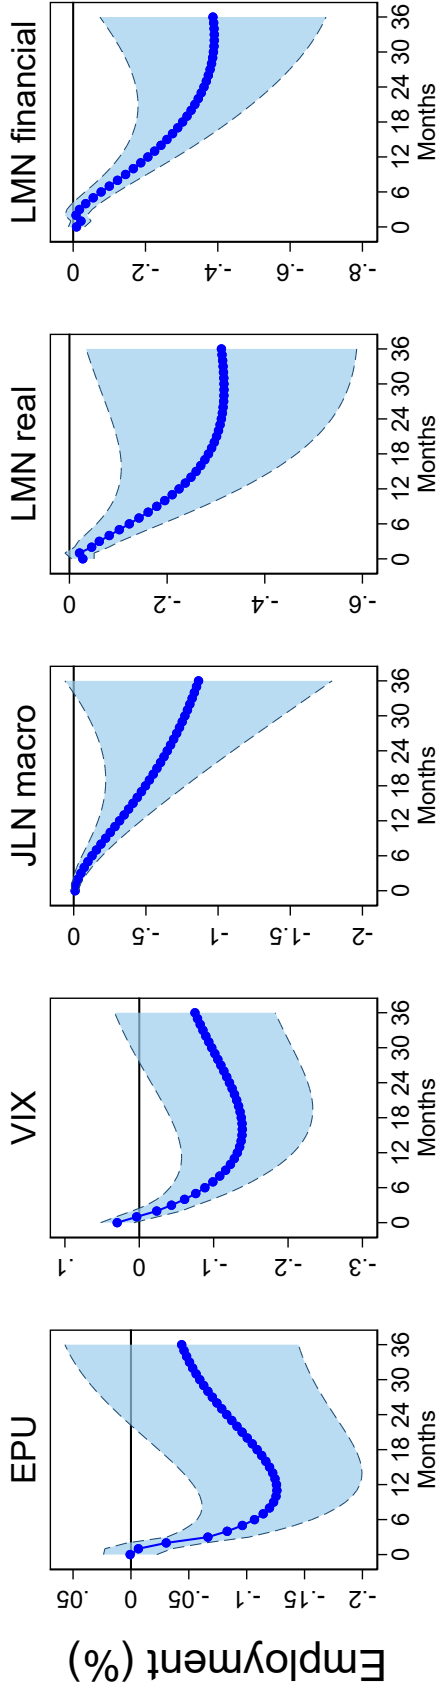 Employment (%)
EPU
.05
0
-.05
-.1
-.15
-.2
0 6 12 18 24 30 36
Months
VIX
.1
0
-.1
-.2
-.3
0 6 12 18 24 30 36
Months
JLN macro
0
-.5
-1
-1.5
-2
0 6 12 18 24 30 36
Months
LMN real
0
-.2
-.4
-.6
0 6 12 18 24 30 36
Months
LMN financial
0
-.2
-.4
-.6
-.8
0 6 12 18 24 30 36
Months